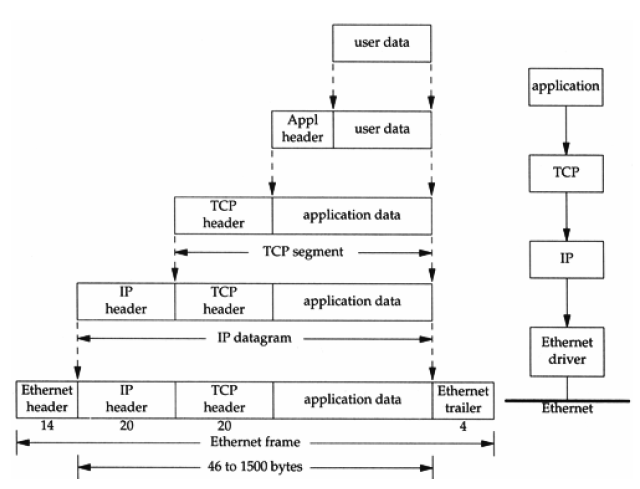 user data
application
Appl
header
user data
TCP
TCP
header
application data
TCP segment
IP
IP
header
TCP
header
application data
IP datagram
Ethernet
driver
Ethernet
header
IP
header
TCP
header
application data
Ethernet
trailer
Ethernet
14
20
20
4
Ethernet frame
46 to 1500 bytes